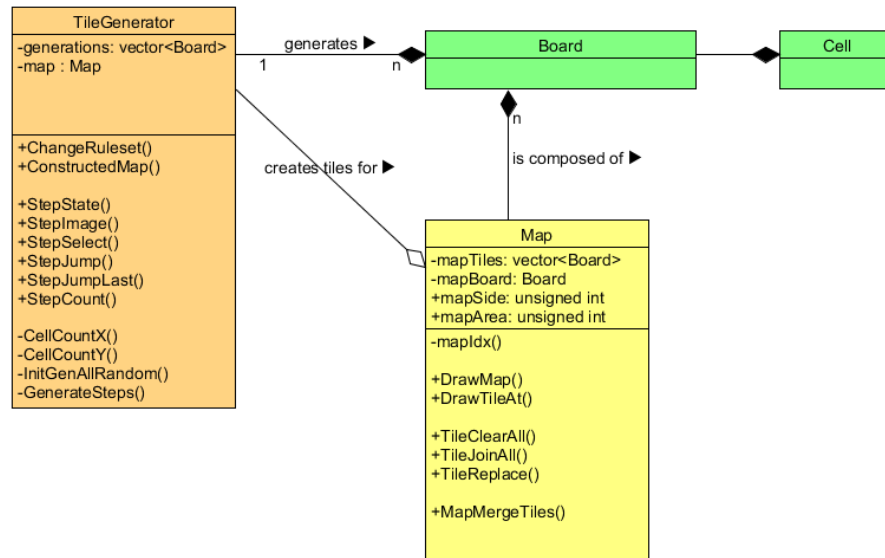 TileGenerator
-generations: vector<Board>
-map : Map
+ChangeRuleset()
+ConstructedMap()
+StepState()
+StepImage()
+StepSelect()
+StepJump()
+StepJumpLast()
+StepCount()
-CellCountX()
-CellCountY()
-InitGenAllRandom()
-GenerateSteps()
generates ▶
1
n
Board
Cell
n
is composed of ▶
creates tiles for ▶
Map
-mapTiles: vector<Board>
-mapBoard: Board
+mapSide: unsigned int
+mapArea: unsigned int
-mapIdx()
+DrawMap()
+DrawTileAt()
+TileClearAll()
+TileJoinAll()
+TileReplace()
+MapMergeTiles()